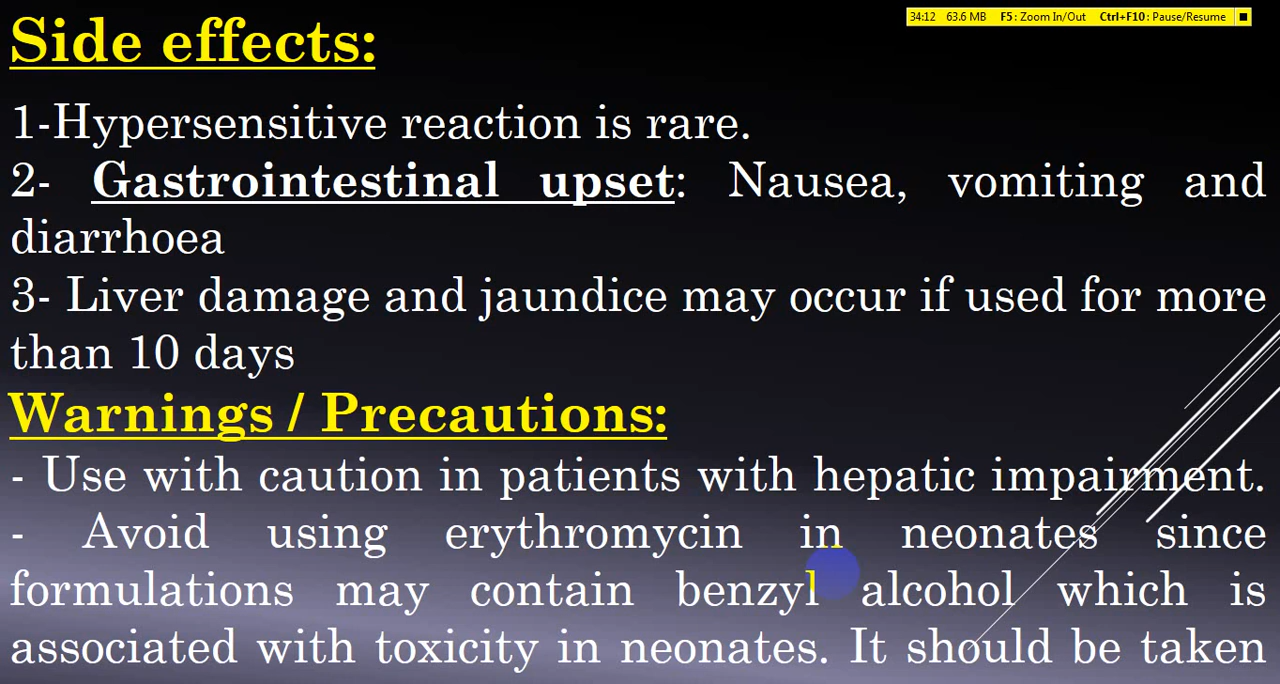 34:12 63.6 MB F5: Zoom In/Out Ctrl+F10: Pause/Resume
Side effects:
1-Hypersensitive reaction is rare.
2- Gastrointestinal upset: Nausea, vomiting and
diarrhoea
3- Liver damage and jaundice may occur if used for more
than 10 days
Warnings / Precautions:
- Use with caution in patients with hepatic impairment.
- Avoid using erythromycin in neonates since
formulations may contain benzyl alcohol which is
associated with toxicity in neonates. It should be taken